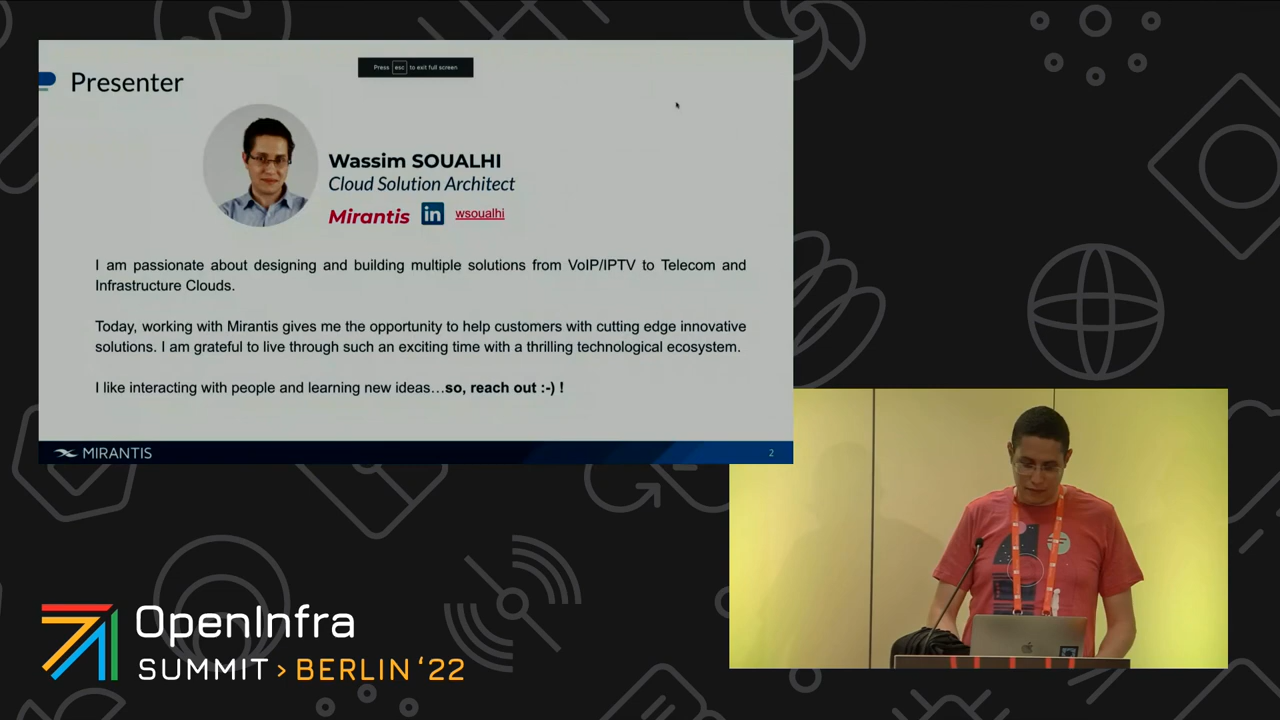 Presenter
Press esc to exit full screen
Wassim SOUALHI
Cloud Solution Architect
Mirantis in wsoualhi
I am passionate about designing and building multiple solutions from VoIP/IPTV to Telecom and
Infrastructure Clouds.
Today, working with Mirantis gives me the opportunity to help customers with cutting edge innovative
solutions. I am grateful to live through such an exciting time with a thrilling technological ecosystem.
I like interacting with people and learning new ideas…so, reach out :-) !
MIRANTIS 2
OpenInfra
SUMMIT > BERLIN ‘22